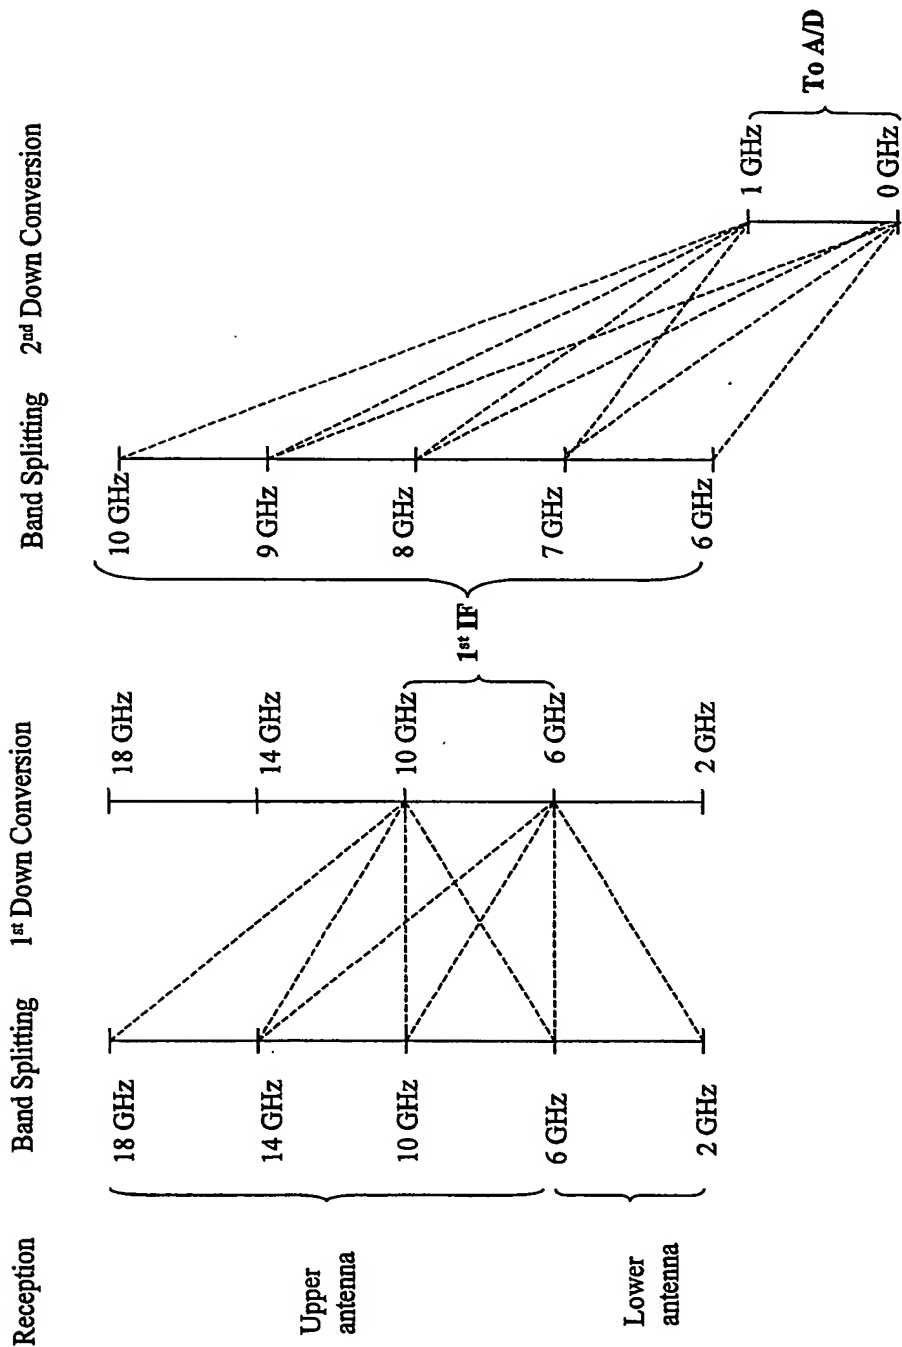 Reception
Band Splitting
1st Down Conversion
Band Splitting
2nd Down Conversion
Upper
antenna
Lower
antenna
18 GHz
14 GHz
10 GHz
6 GHz
2 GHz
18 GHz
14 GHz
10 GHz
6 GHz
2 GHz
1st IF
10 GHz
9 GHz
8 GHz
7 GHz
6 GHz
1 GHz
0 GHz
To A/D